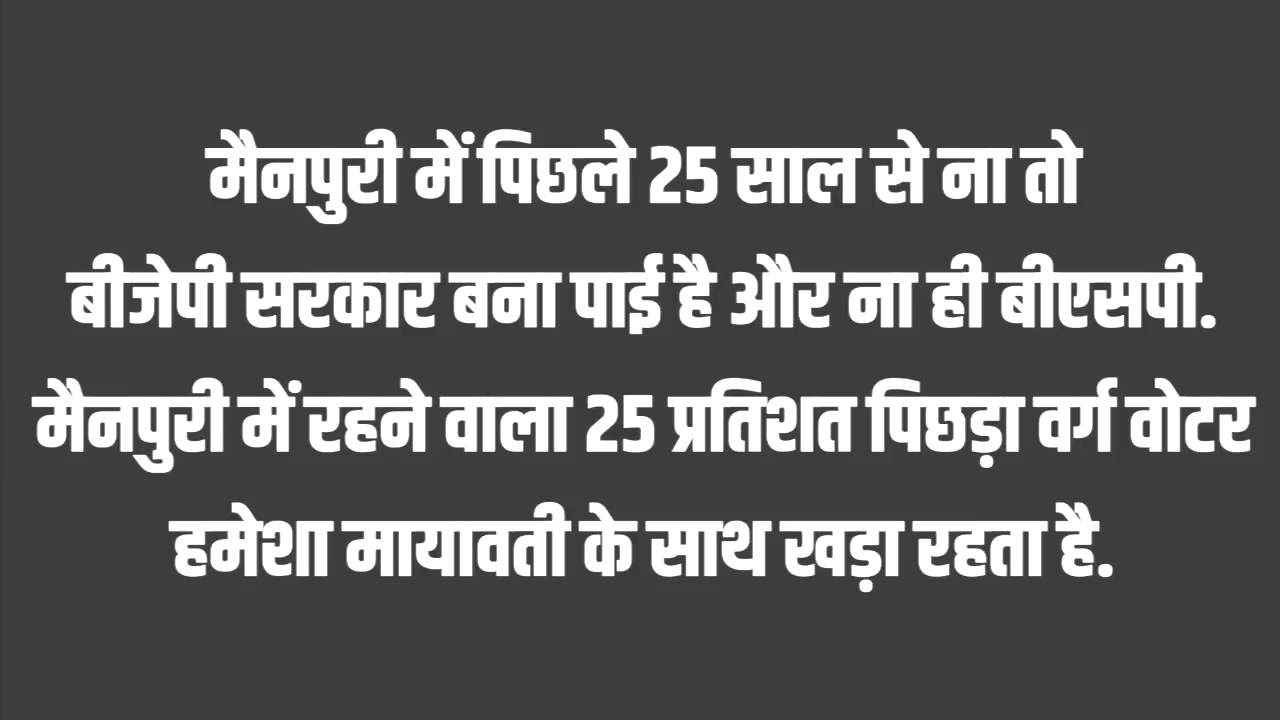 मैनपुरी में पिछले 25 साल से ना तो
बीजेपी सरकार बना पाई है और ना ही बीएसपी.
मैनपुरी में रहने वाला 25 प्रतिशत पिछड़ा वर्ग वोटर
हमेशा मायावती के साथ खड़ा रहता है.